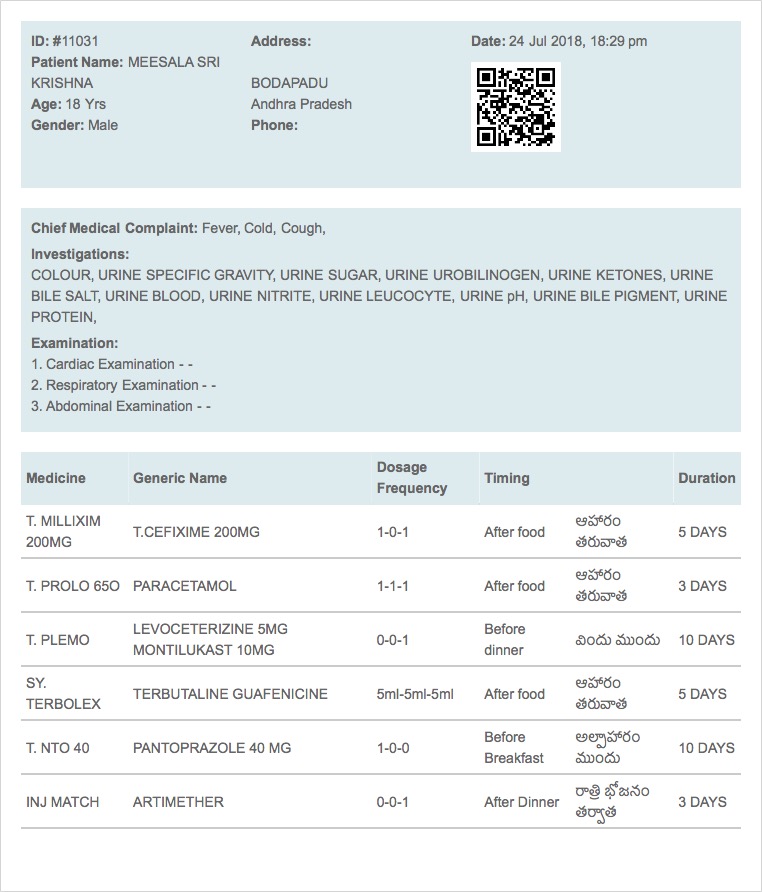 ID: #11031
Patient Name: MEESALA SRI
KRISHNA
Age: 18 Yrs
Gender: Male
Address:
BODAPADU
Andhra Pradesh
Phone:
Date: 24 Jul 2018, 18:29 pm
Chief Medical Complaint: Fever, Cold, Cough,
Investigations:
COLOUR, URINE SPECIFIC GRAVITY, URINE SUGAR, URINE UROBILINOGEN, URINE KETONES, URINE
BILE SALT, URINE BLOOD, URINE NITRITE, URINE LEUCOCYTE, URINE pH, URINE BILE PIGMENT, URINE
PROTEIN,
Examination:
1. Cardiac Examination - -
2. Respiratory Examination - -
3. Abdominal Examination - -
Medicine Generic Name Dosage Frequency Timing Duration
T. MILLIXIM 200MG T.CEFIXIME 200MG 1-0-1 After food ఆహారం తరువాత 5 DAYS
T. PROLO 65O PARACETAMOL 1-1-1 After food ఆహారం తరువాత 3 DAYS
T. PLEMO LEVOCETERIZINE 5MG MONTILUKAST 10MG 0-0-1 Before dinner విందు ముందు 10 DAYS
SY. TERBOLEX TERBUTALINE GUAFENICINE 5ml-5ml-5ml After food ఆహారం తరువాత 5 DAYS
T. NTO 40 PANTOPRAZOLE 40 MG 1-0-0 Before Breakfast అల్పాహారం ముందు 10 DAYS
INJ MATCH ARTIMETHER 0-0-1 After Dinner రాత్రి భోజనం తర్వాత 3 DAYS